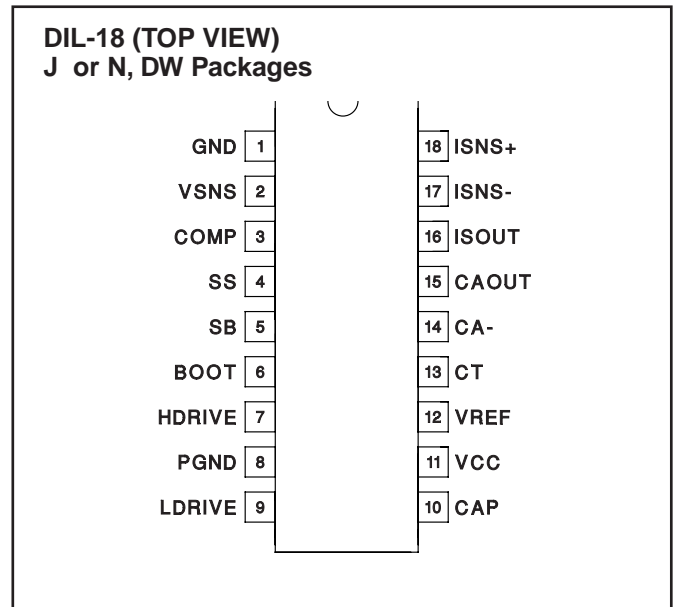 DIL-18 (TOP VIEW)
J or N, DW Packages
GND 1 18 ISNS+
VSNS 2 17 ISNS-
COMP 3 16 ISOUT
SS 4 15 CAOUT
SB 5 14 CA-
BOOT 6 13 CT
HDRIVE 7 12 VREF
PGND 8 11 VCC
LDRIVE 9 10 CAP